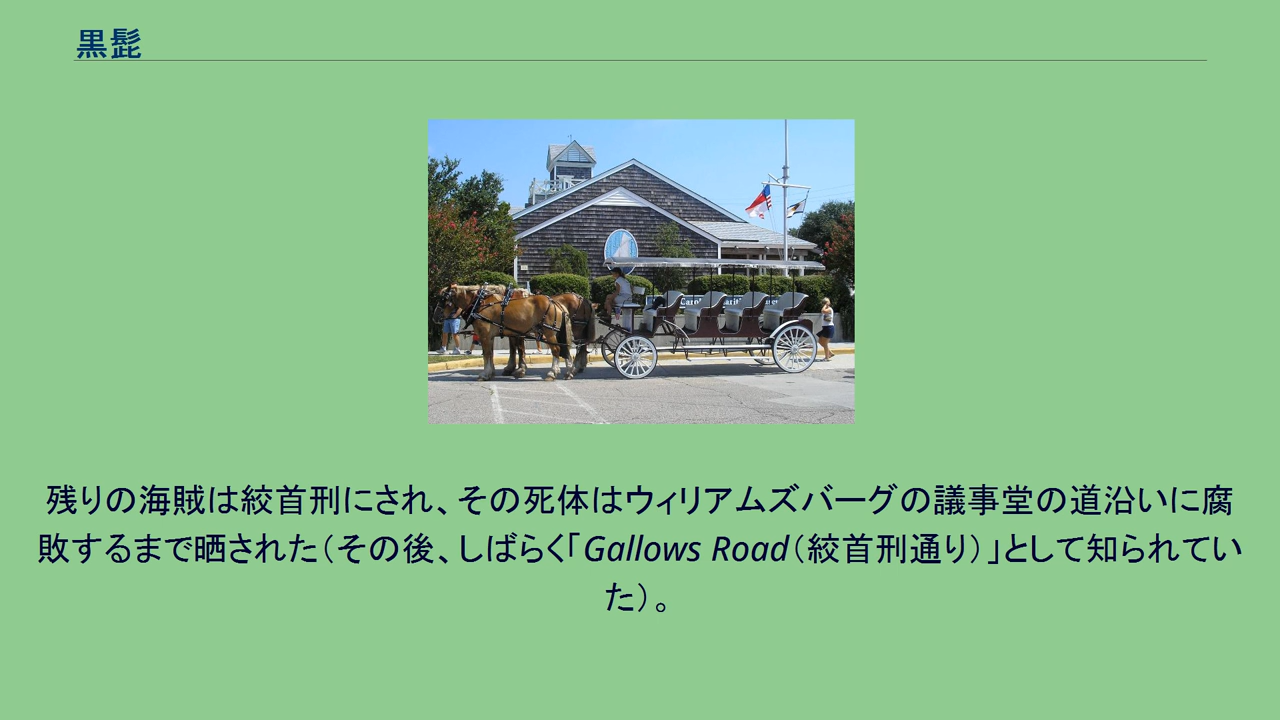 黒髭
残りの海賊は絞首刑にされ、その死体はウィリアムズバーグの議事堂の道沿いに腐
敗するまで晒された（その後、しばらく「Gallows Road（絞首刑通り）」として知られてい
た）。